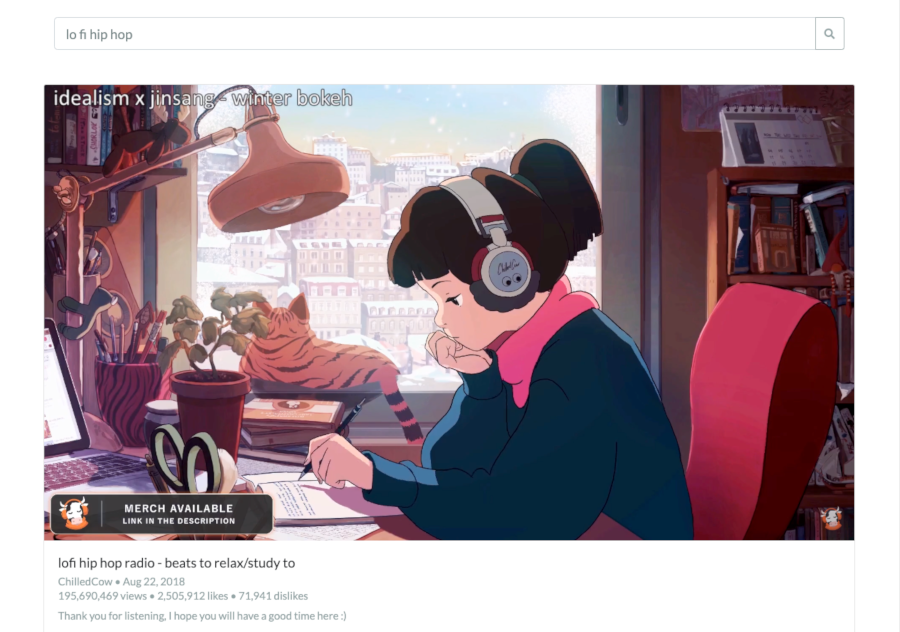 lo fi hip hop
idealism x jinsang - winter bokeh
ChilledCow
MERCH AVAILABLE
LINK IN THE DESCRIPTION
lofi hip hop radio - beats to relax/study to
ChilledCow • Aug 22, 2018
195,690,469 views • 2,505,912 likes • 71,941 dislikes
Thank you for listening, I hope you will have a good time here :)